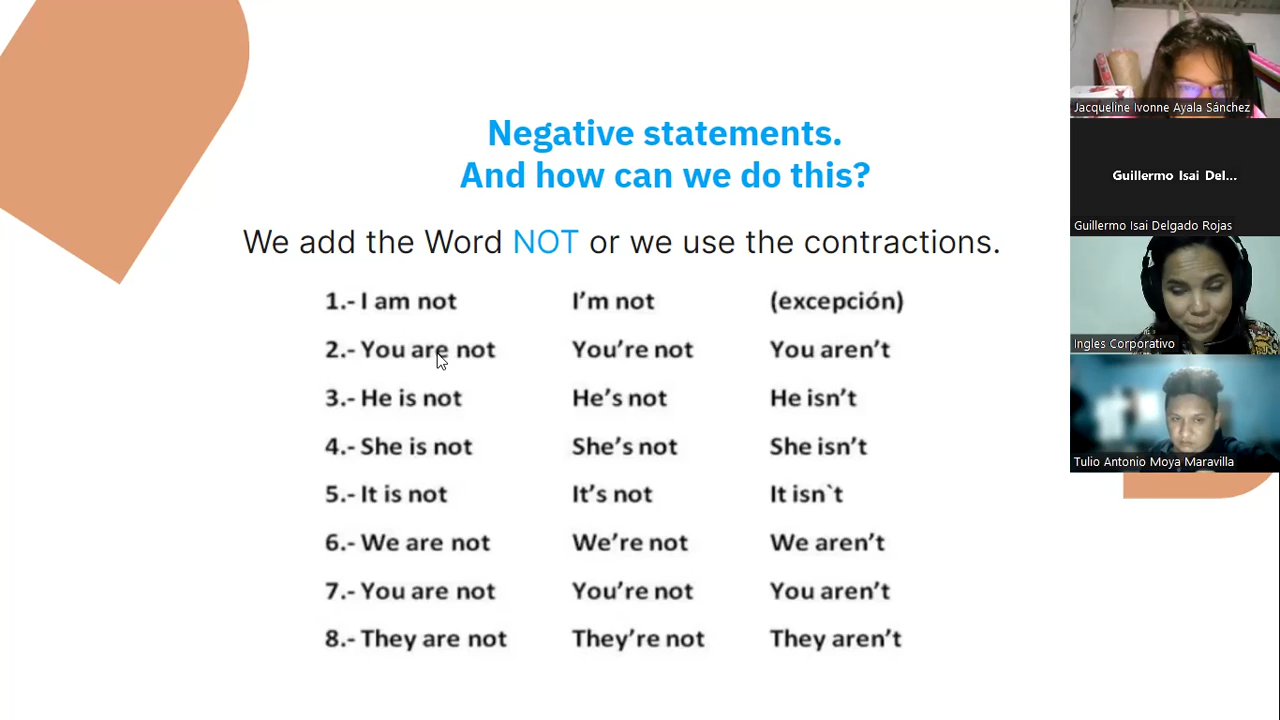 Negative statements.
And how can we do this?
We add the Word NOT or we use the contractions.
1.- I am not I’m not (excepción)
2.- You are not You’re not You aren’t
3.- He is not He’s not He isn’t
4.- She is not She’s not She isn’t
5.- It is not It’s not It isn`t
6.- We are not We’re not We aren’t
7.- You are not You’re not You aren’t
8.- They are not They’re not They aren’t
Jacqueline Ivonne Ayala Sánchez
Guillermo Isai Del...
Guillermo Isai Delgado Rojas
Ingles Corporativo
Tulio Antonio Moya Maravilla